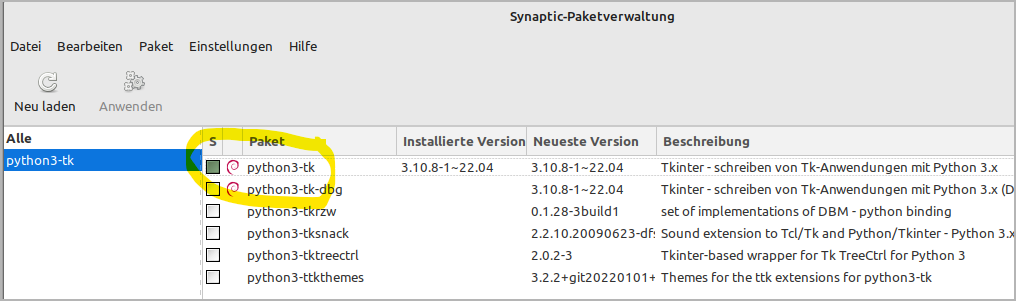 Synaptic-Paketverwaltung
Datei Bearbeiten Paket Einstellungen Hilfe
Neu laden Anwenden
Alle
python3-tk
S Paket Installierte Version Neueste Version Beschreibung
python3-tk 3.10.8-1~22.04 3.10.8-1~22.04 Tkinter - schreiben von Tk-Anwendungen mit Python 3.x
python3-tk-dbg 3.10.8-1~22.04 Tkinter - schreiben von Tk-Anwendungen mit Python 3.x (D
python3-tkrzw 0.1.28-3build1 set of implementations of DBM - python binding
python3-tksnack 2.2.10.20090623-dfs Sound extension to Tcl/Tk and Python/Tkinter - Python 3.x
python3-tktreectrl 2.0.2-3 Tkinter-based wrapper for Tk TreeCtrl for Python 3
python3-ttkthemes 3.2.2+git20220101+ Themes for the ttk extensions for python3-tk